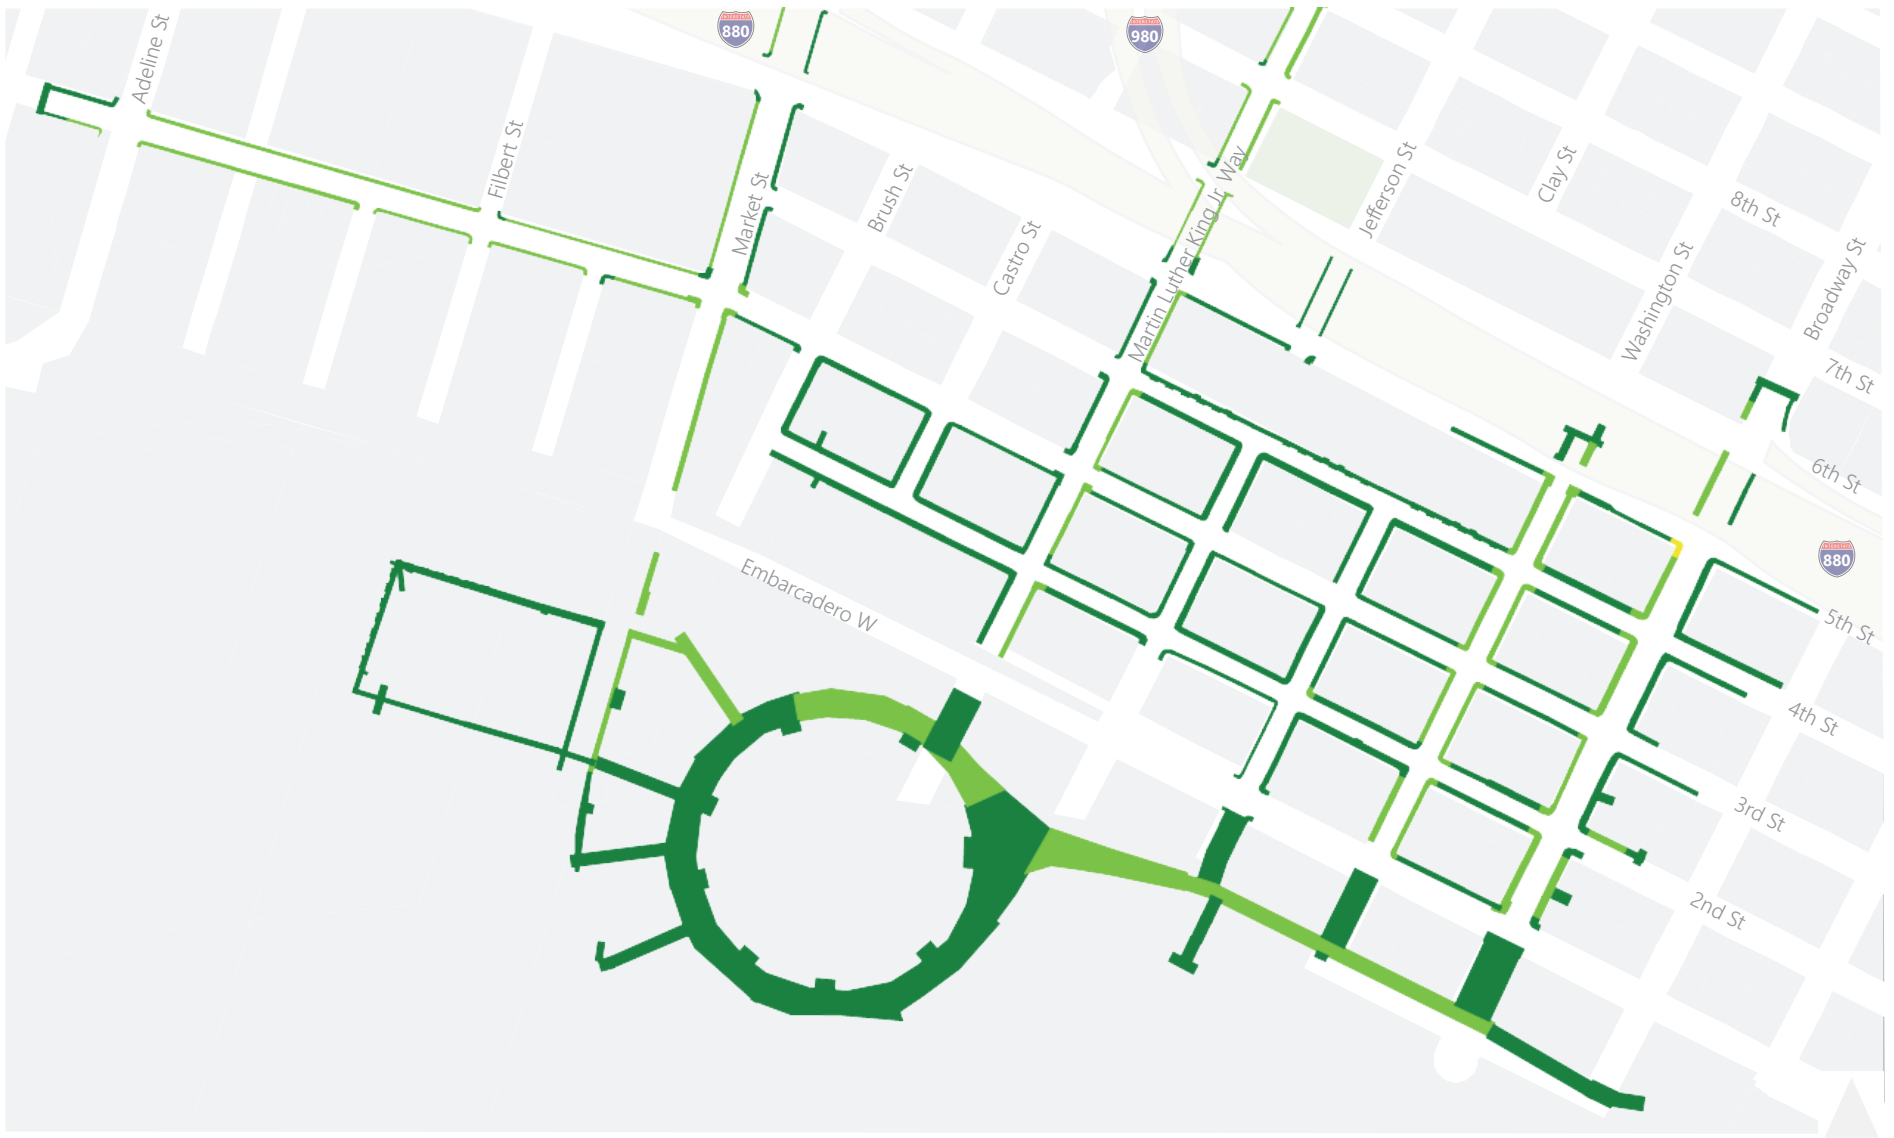 Adeline St
880
980
Filbert St
Market St
Brush St
Castro St
Martin Luther King Jr. Way
Jefferson St
Clay St
8th St
Washington St
Broadway St
7th St
6th St
880
5th St
Embarcadero W
4th St
3rd St
2nd St